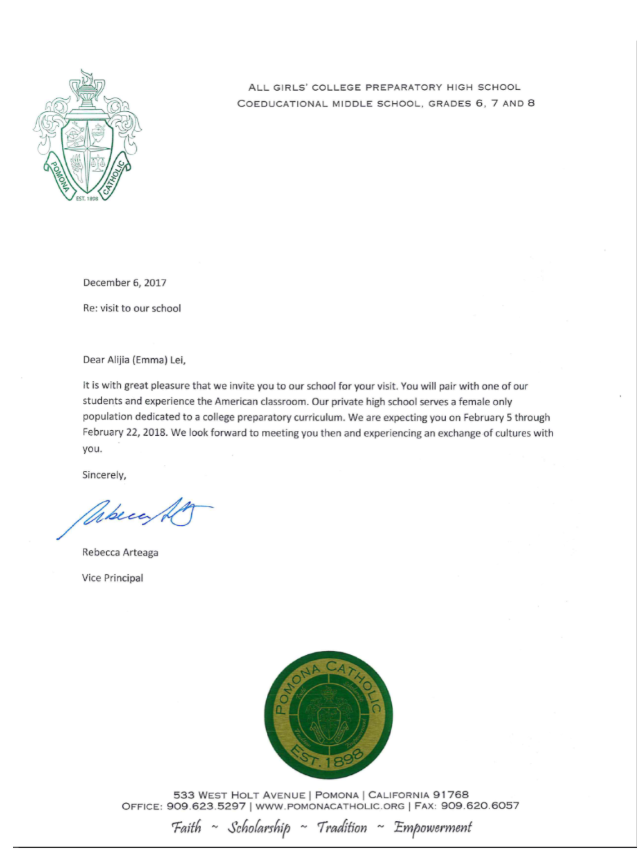 ALL GIRLS' COLLEGE PREPARATORY HIGH SCHOOL
COEDUCATIONAL MIDDLE SCHOOL, GRADES 6, 7 AND 8
POMONA CATHOLIC
EST. 1898
December 6, 2017
Re: visit to our school
Dear Alijia (Emma) Lei,
It is with great pleasure that we invite you to our school for your visit. You will pair with one of our
students and experience the American classroom. Our private high school serves a female only
population dedicated to a college preparatory curriculum. We are expecting you on February 5 through
February 22, 2018. We look forward to meeting you then and experiencing an exchange of cultures with
you.
Sincerely,
Rebecca Arteaga
Vice Principal
POMONA CATHOLIC
EST. 1898
533 WEST HOLT AVENUE | POMONA | CALIFORNIA 91768
OFFICE: 909.623.5297 | WWW.POMONACATHOLIC.ORG | FAX: 909.620.6057
Faith ~ Scholarship ~ Tradition ~ Empowerment